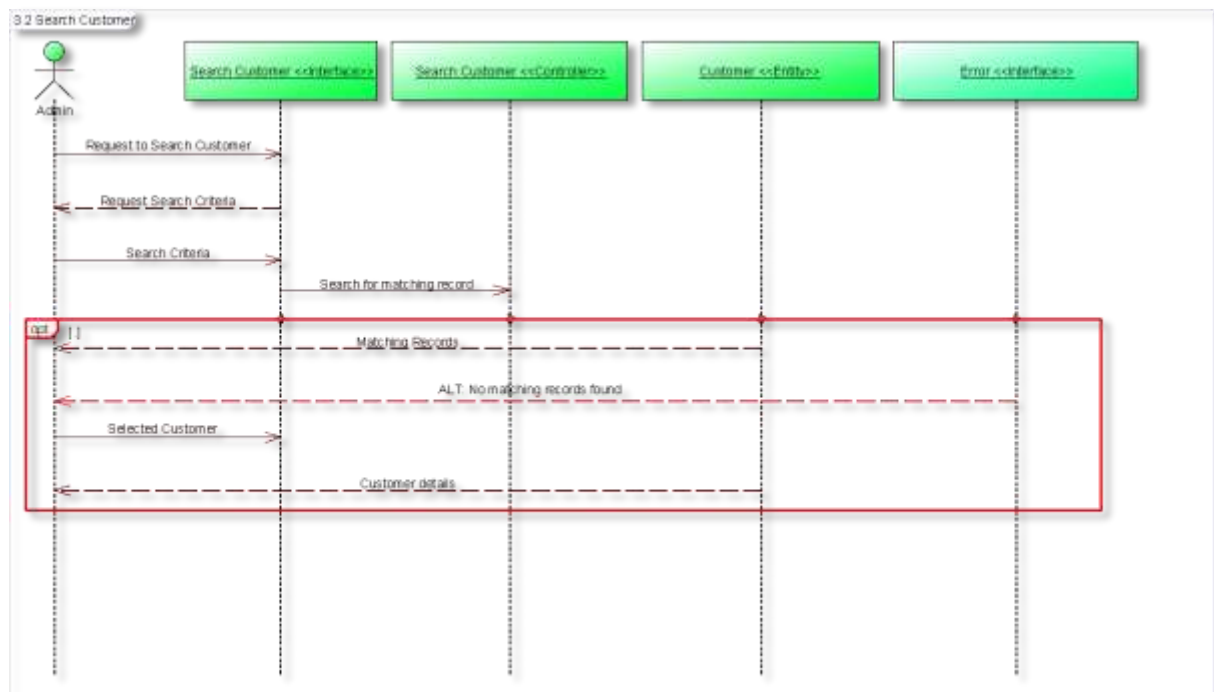 3.2 Search Customer
Admin
Search Customer <<Interface>>
Search Customer <<Controller>>
Customer <<Entity>>
Error <<Interface>>
Request to Search Customer
Request Search Criteria
Search Criteria
Search for matching record
opt
[ ]
Matching Records
ALT: No matching records found
Selected Customer
Customer details